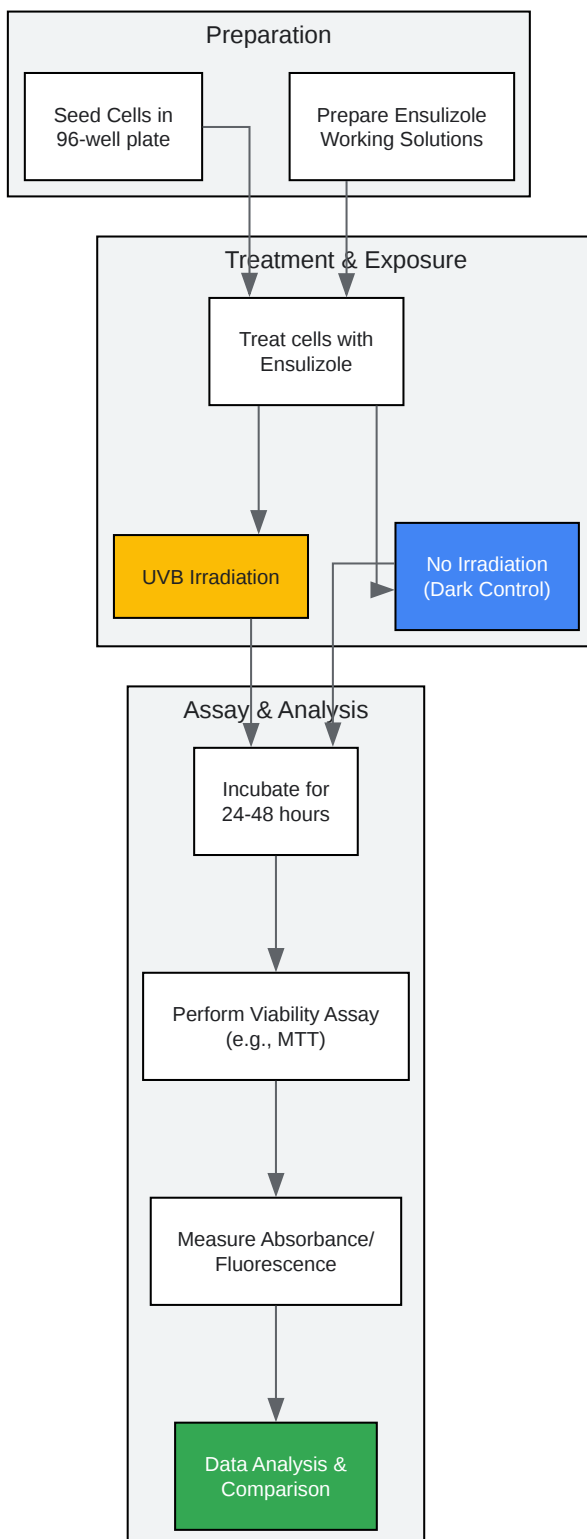 Preparation
Seed Cells in
96-well plate
Prepare Ensulizole
Working Solutions
Treatment & Exposure
Treat cells with
Ensulizole
UVB Irradiation
No Irradiation
(Dark Control)
Assay & Analysis
Incubate for
24-48 hours
Perform Viability Assay
(e.g., MTT)
Measure Absorbance/
Fluorescence
Data Analysis &
Comparison